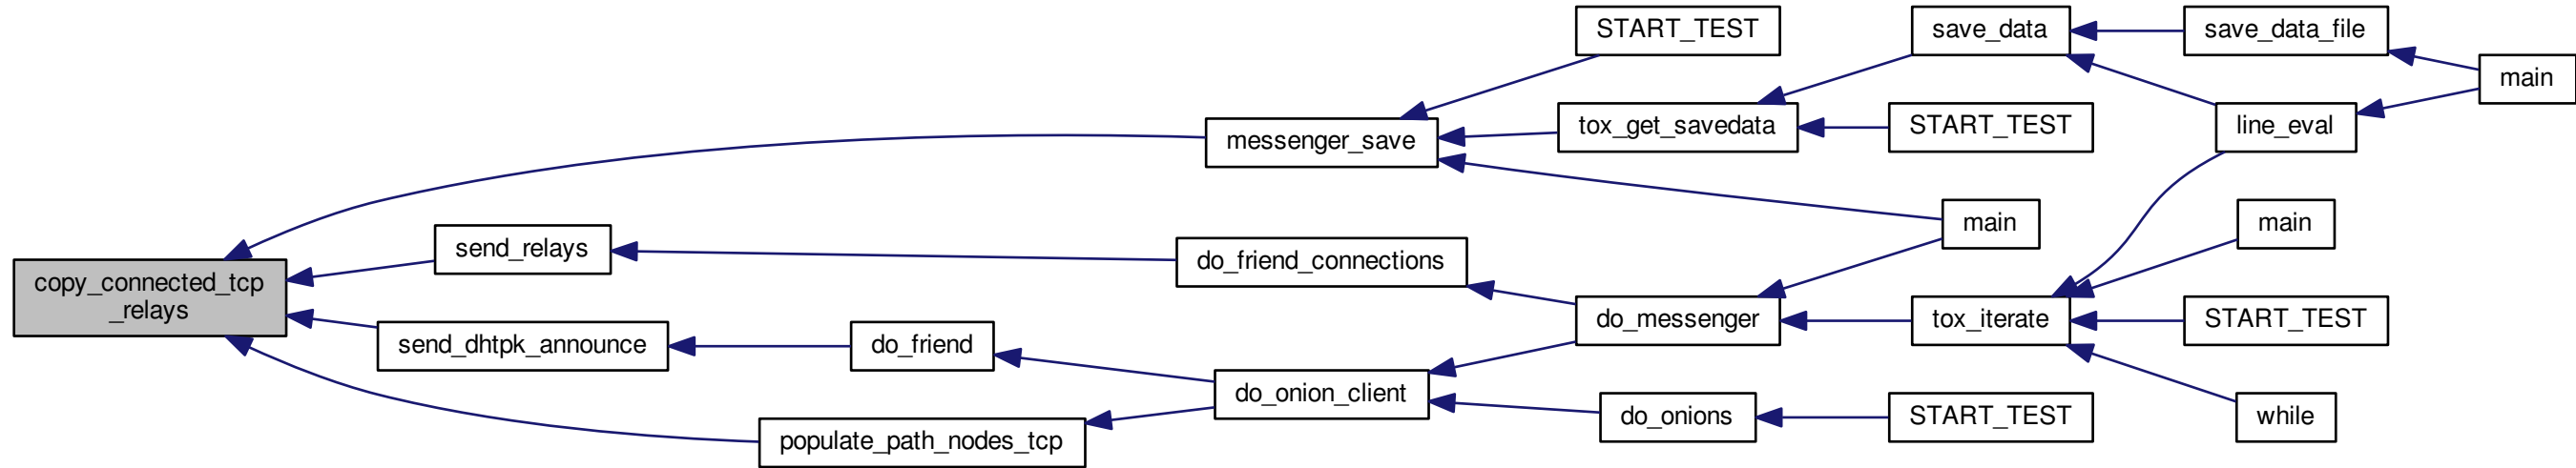 START_TEST
save_data
save_data_file
main
messenger_save
tox_get_savedata
START_TEST
line_eval
send_relays
do_friend_connections
main
main
copy_connected_tcp
_relays
send_dhtpk_announce
do_friend
do_messenger
tox_iterate
START_TEST
do_onion_client
populate_path_nodes_tcp
do_onions
START_TEST
while